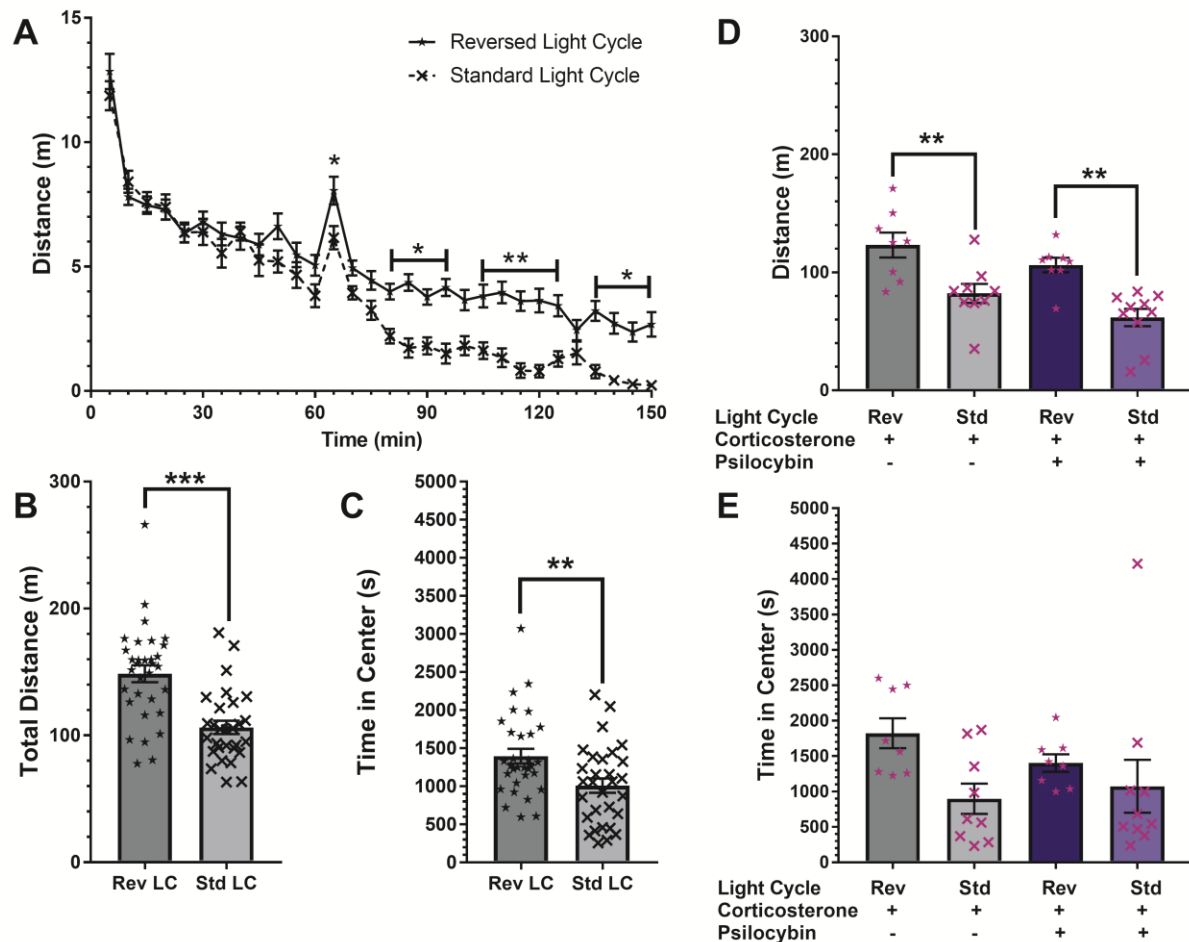 A
Distance (m)
15
10
5
0
Reversed Light Cycle
Standard Light Cycle
*
*
**
*
0 30 60 90 120 150
Time (min)
B
Total Distance (m)
300
200
100
0
***
Rev LC Std LC
C
Time in Center (s)
5000
4500
4000
3500
3000
2500
2000
1500
1000
500
0
**
Rev LC Std LC
D
Distance (m)
300
200
100
0
**
**
Light Cycle Rev Std Rev Std
Corticosterone + + + +
Psilocybin - - + +
E
Time in Center (s)
5000
4500
4000
3500
3000
2500
2000
1500
1000
500
0
Light Cycle Rev Std Rev Std
Corticosterone + + + +
Psilocybin - - + +